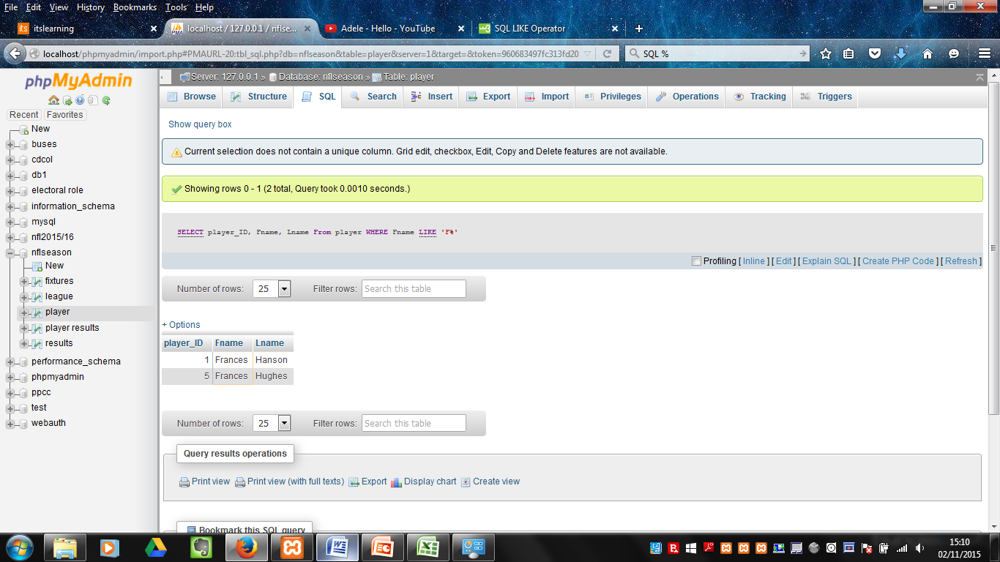 File Edit View History Bookmarks Tools Help
itslearning
localhost / 127.0.0.1 / nflse...
Adele - Hello - YouTube
SQL LIKE Operator
localhost/phpmyadmin/import.php#PMAURL-20:tbl_sql.php?db=nflseason&table=player&server=1&target=&token=960683497fc313fd20
SQL %
phpMyAdmin
Recent Favorites
New
buses
cdcol
db1
electoral role
information_schema
mysql
nfl2015/16
nflseason
New
fixtures
league
player
player results
results
performance_schema
phpmyadmin
ppcc
test
webauth
Server: 127.0.0.1 » Database: nflseason » Table: player
Browse Structure SQL Search Insert Export Import Privileges Operations Tracking Triggers
Show query box
Current selection does not contain a unique column. Grid edit, checkbox, Edit, Copy and Delete features are not available.
Showing rows 0 - 1 (2 total, Query took 0.0010 seconds.)
SELECT player_ID, Fname, Lname From player WHERE Fname LIKE 'F%'
Profiling [ Inline ] [ Edit ] [ Explain SQL ] [ Create PHP Code ] [ Refresh ]
Number of rows: 25 Filter rows: Search this table
+ Options
player_ID Fname Lname
1 Frances Hanson
5 Frances Hughes
Number of rows: 25 Filter rows: Search this table
Query results operations
Print view Print view (with full texts) Export Display chart Create view
Bookmark this SQL query
15:10
02/11/2015